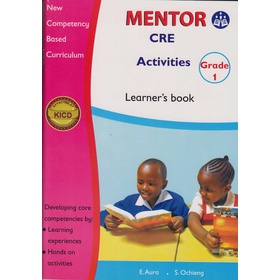 New
Competency
Based
Curriculum
MENTOR
CRE
Activities
Grade
1
Learner's book
KICD
Developing core
competencies by:
• Learning
experiences
• Hands on
activities
E.Aura . S.Ochieng